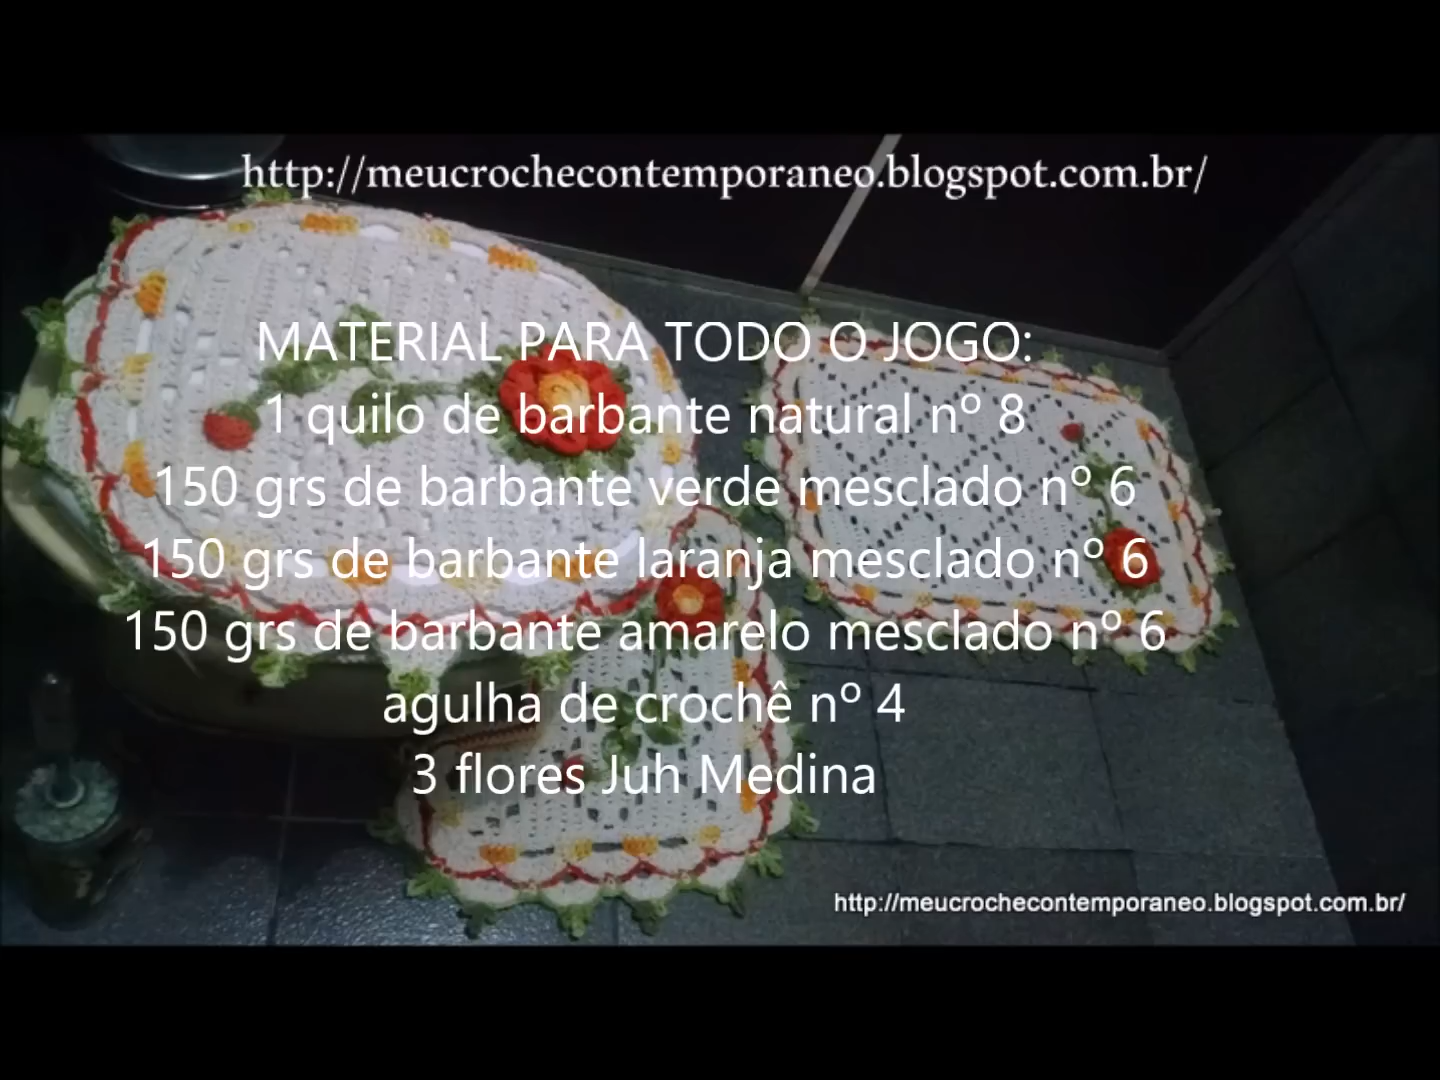 http://meucrochecontemporaneo.blogspot.com.br/
MATERIAL PARA TODO O JOGO:
1 quilo de barbante natural nº 8
150 grs de barbante verde mesclado nº 6
150 grs de barbante laranja mesclado nº 6
150 grs de barbante amarelo mesclado nº 6
agulha de crochê nº 4
3 flores Juh Medina
http://meucrochecontemporaneo.blogspot.com.br/